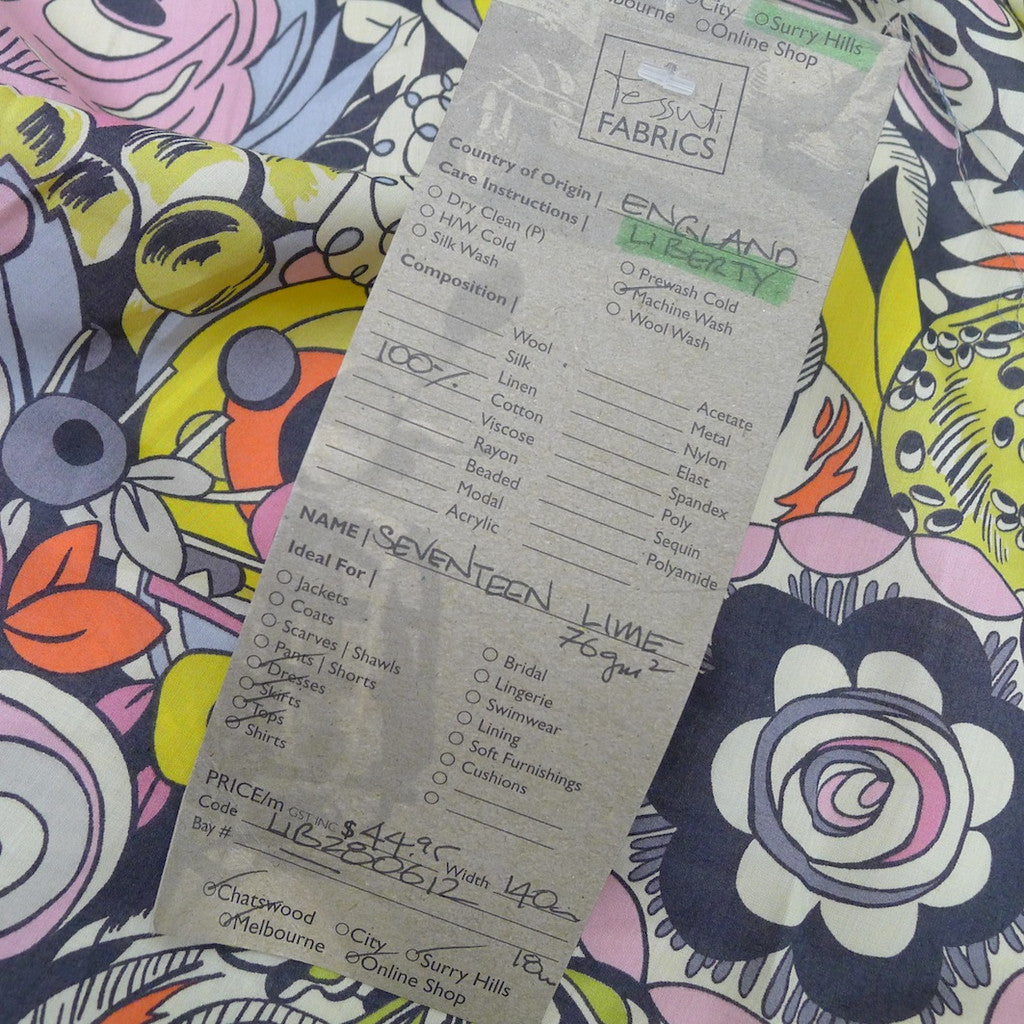 City
Surry Hills
Online Shop
Tessuti
FABRICS
Country of Origin | ENGLAND
LIBERTY
Care Instructions |
Dry Clean (P)
H/W Cold
Silk Wash
Prewash Cold
Machine Wash
Wool Wash
Composition |
Wool
Silk
Linen
100% Cotton
Viscose
Rayon
Beaded
Modal
Acrylic
Acetate
Metal
Nylon
Elast
Spandex
Poly
Sequin
Polyamide
NAME | SEVENTEEN LIME
76gm2
Ideal For |
Jackets
Coats
Scarves | Shawls
Pants | Shorts
Dresses
Skirts
Tops
Shirts
Bridal
Lingerie
Swimwear
Lining
Soft Furnishings
Cushions
PRICE/m GST INC $44.95 Width 140
Code LIB280612
Bay #
18m
Chatswood City Surry Hills
Melbourne Online Shop